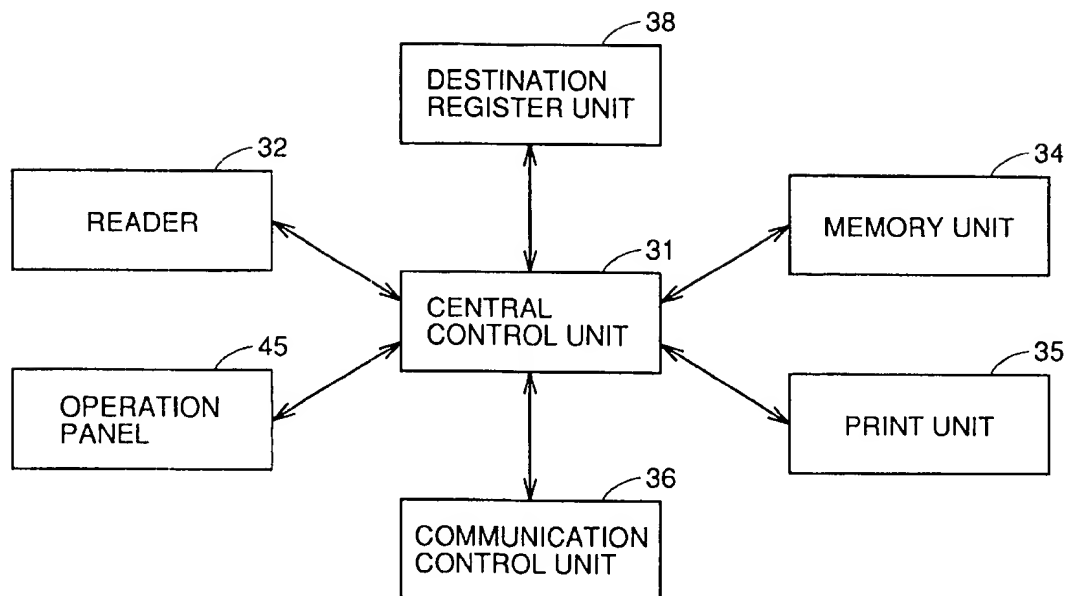 38
DESTINATION
REGISTER UNIT
32
READER
34
MEMORY UNIT
31
CENTRAL
CONTROL UNIT
45
OPERATION
PANEL
35
PRINT UNIT
36
COMMUNICATION
CONTROL UNIT